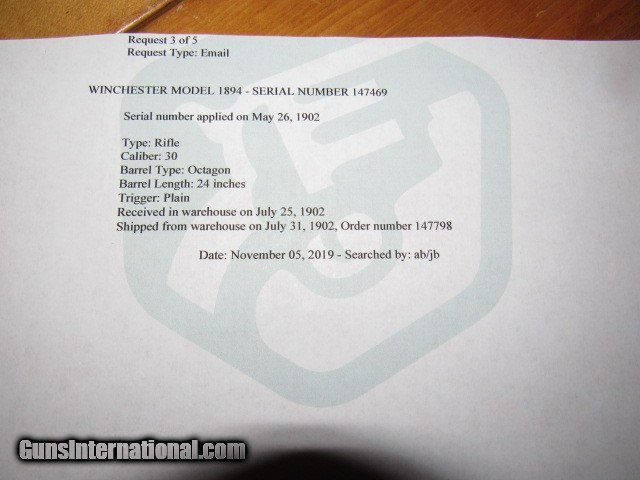 Request 3 of 5
Request Type: Email
WINCHESTER MODEL 1894 - SERIAL NUMBER 147469
Serial number applied on May 26, 1902
Type: Rifle
Caliber: 30
Barrel Type: Octagon
Barrel Length: 24 inches
Trigger: Plain
Received in warehouse on July 25, 1902
Shipped from warehouse on July 31, 1902, Order number 147798
Date: November 05, 2019 - Searched by: ab/jb
GunsInternational.com